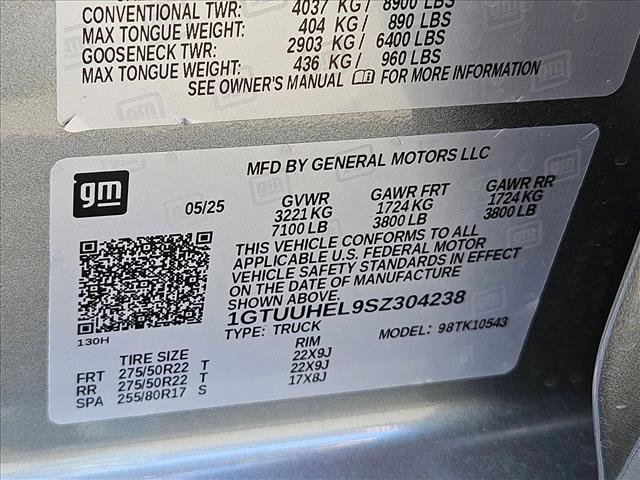 CONVENTIONAL TWR: 4037 KG/ 8900 LBS
MAX TONGUE WEIGHT: 404 KG / 890 LBS
GOOSENECK TWR: 2903 KG / 6400 LBS
MAX TONGUE WEIGHT: 436 KG / 960 LBS
SEE OWNER'S MANUAL FOR MORE INFORMATION
gm
MFD BY GENERAL MOTORS LLC
05/25 GVWR GAWR FRT GAWR RR
3221 KG 1724 KG 1724 KG
7100 LB 3800 LB 3800 LB
THIS VEHICLE CONFORMS TO ALL
APPLICABLE U.S. FEDERAL MOTOR
VEHICLE SAFETY STANDARDS IN EFFECT
ON THE DATE OF MANUFACTURE
SHOWN ABOVE.
1GTUUHEL9SZ304238
130H
TYPE: TRUCK MODEL: 98TK10543
TIRE SIZE RIM
FRT 275/50R22 T 22X9J
RR 275/50R22 T 22X9J
SPA 255/80R17 S 17X8J